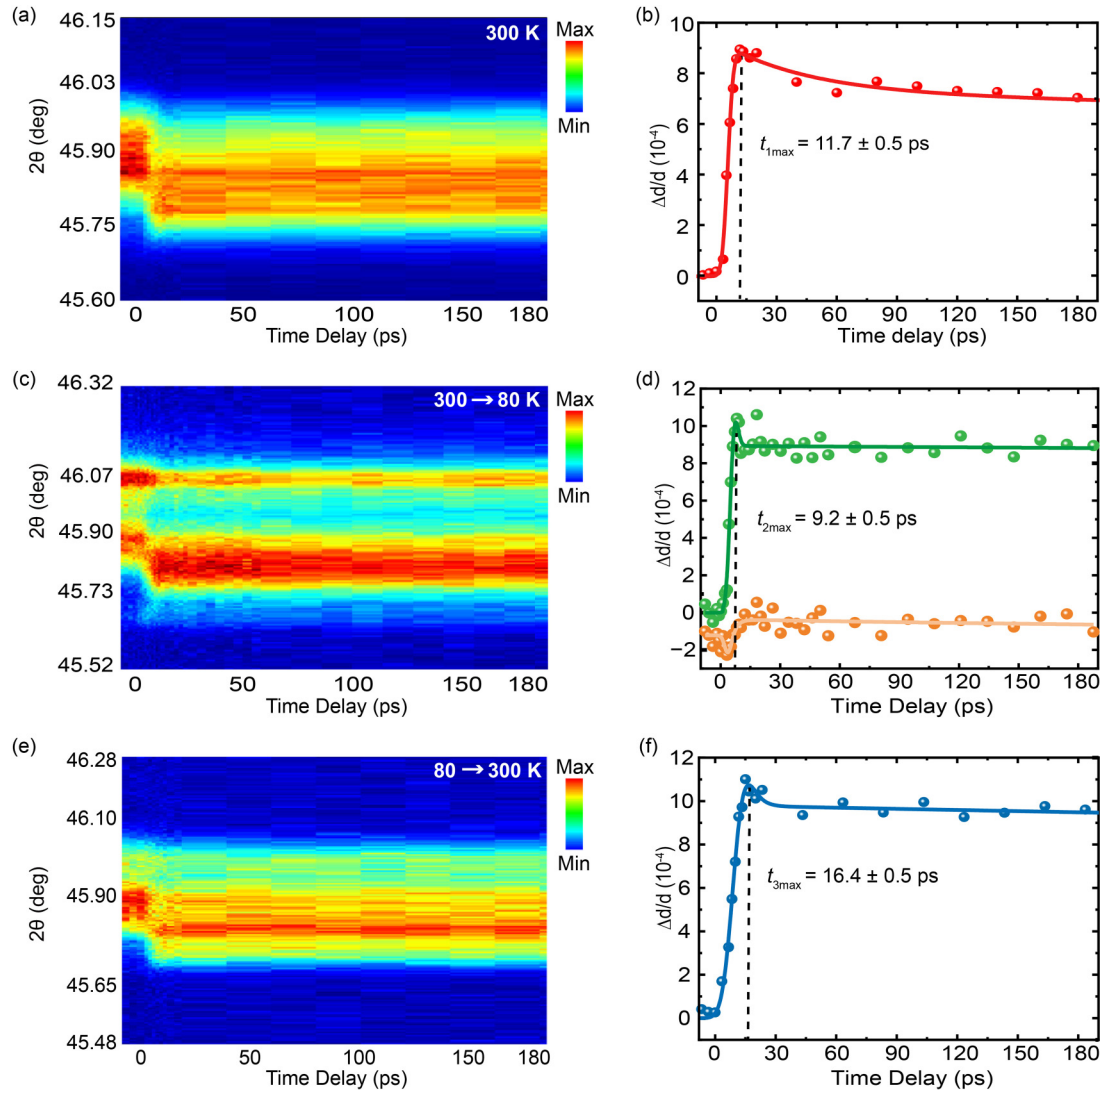 (a)
46.15
46.03
45.90
45.75
45.60
2θ (deg)
300 K
Max
Min
0 50 100 150 180
Time Delay (ps)
(b)
10
8
6
4
2
0
Δd/d (10⁻⁴)
t1max = 11.7 ± 0.5 ps
0 30 60 90 120 150 180
Time delay (ps)
(c)
46.32
46.07
45.90
45.73
45.52
2θ (deg)
300 → 80 K
Max
Min
0 50 100 150 180
Time Delay (ps)
(d)
12
10
8
6
4
2
0
−2
Δd/d (10⁻⁴)
t2max = 9.2 ± 0.5 ps
0 30 60 90 120 150 180
Time Delay (ps)
(e)
46.28
46.10
45.90
45.65
45.48
2θ (deg)
80 → 300 K
Max
Min
0 50 100 150 180
Time Delay (ps)
(f)
12
10
8
6
4
2
0
Δd/d (10⁻⁴)
t3max = 16.4 ± 0.5 ps
0 30 60 90 120 150 180
Time Delay (ps)